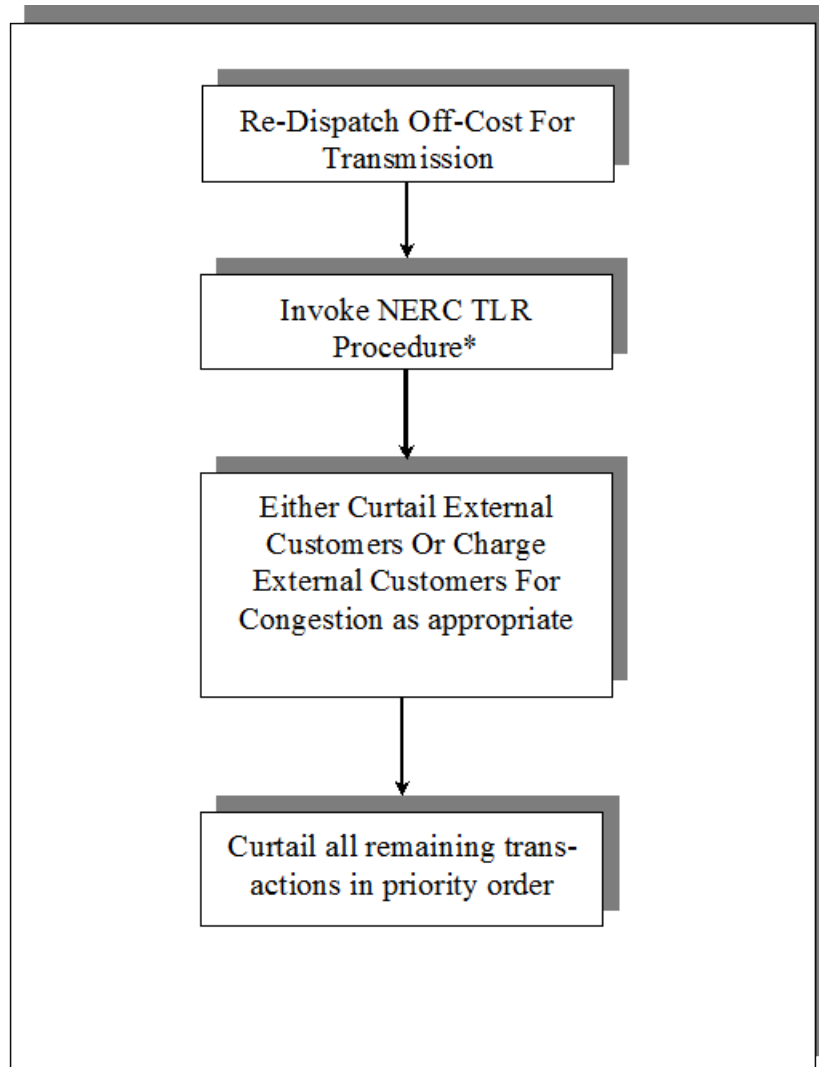 Re-Dispatch Off-Cost For
Transmission
Invoke NERC TLR
Procedure*
Either Curtail External
Customers Or Charge
External Customers For
Congestion as appropriate
Curtail all remaining trans-
actions in priority order